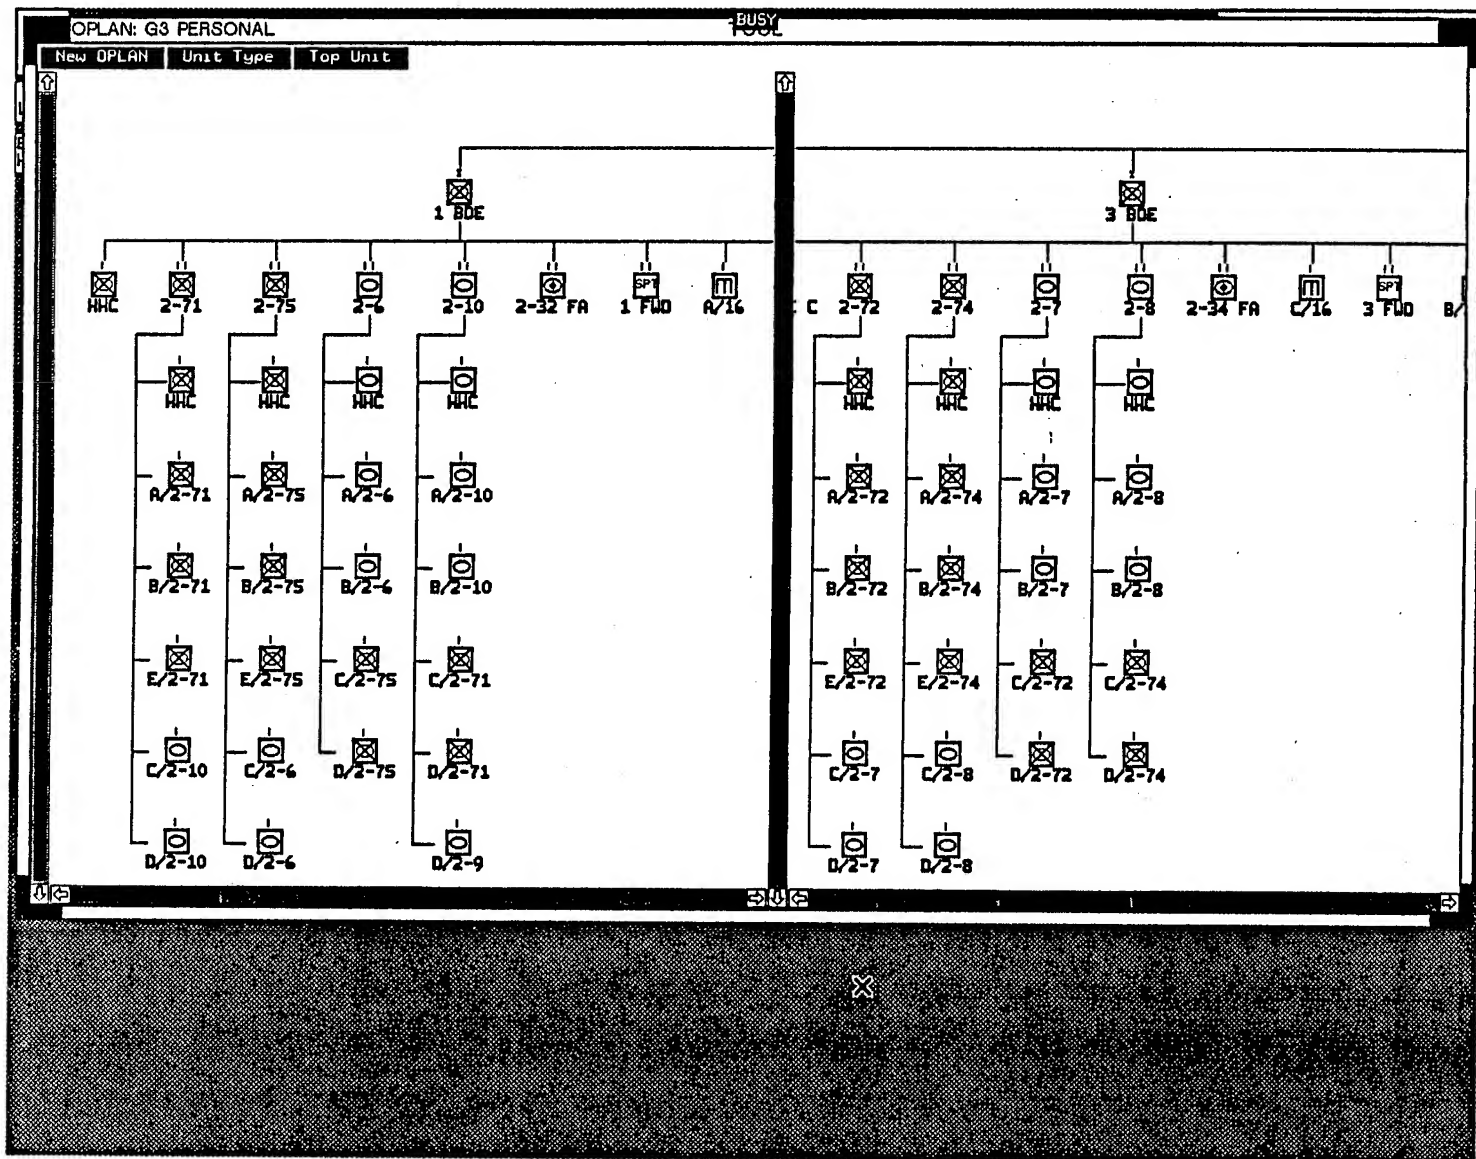 OPLAN: G3 PERSONAL
BUSY
New OPLAN Unit Type Top Unit
1 BDE 3 BDE
HHC 2-71 2-75 2-6 2-10 2-32 FA 1 FWD A/16 C 2-72 2-74 2-7 2-8 2-34 FA C/16 3 FWD B/
SPT SPT
HHC HHC HHC HHC HHC HHC HHC HHC
A/2-71 A/2-75 A/2-6 A/2-10 A/2-72 A/2-74 A/2-7 A/2-8
B/2-71 B/2-75 B/2-6 B/2-10 B/2-72 B/2-74 B/2-7 B/2-8
E/2-71 E/2-75 C/2-75 C/2-71 E/2-72 E/2-74 C/2-72 C/2-74
C/2-10 C/2-6 D/2-75 D/2-71 C/2-7 C/2-8 D/2-72 D/2-74
D/2-10 D/2-6 D/2-9 D/2-7 D/2-8